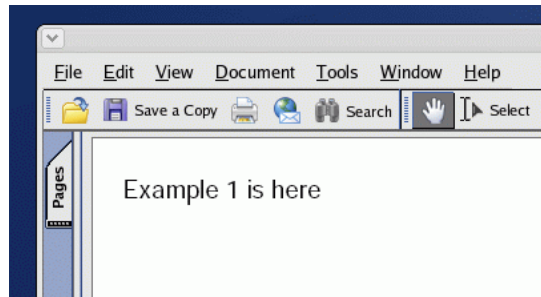 File Edit View Document Tools Window Help
Save a Copy Search Select
Pages
Example 1 is here